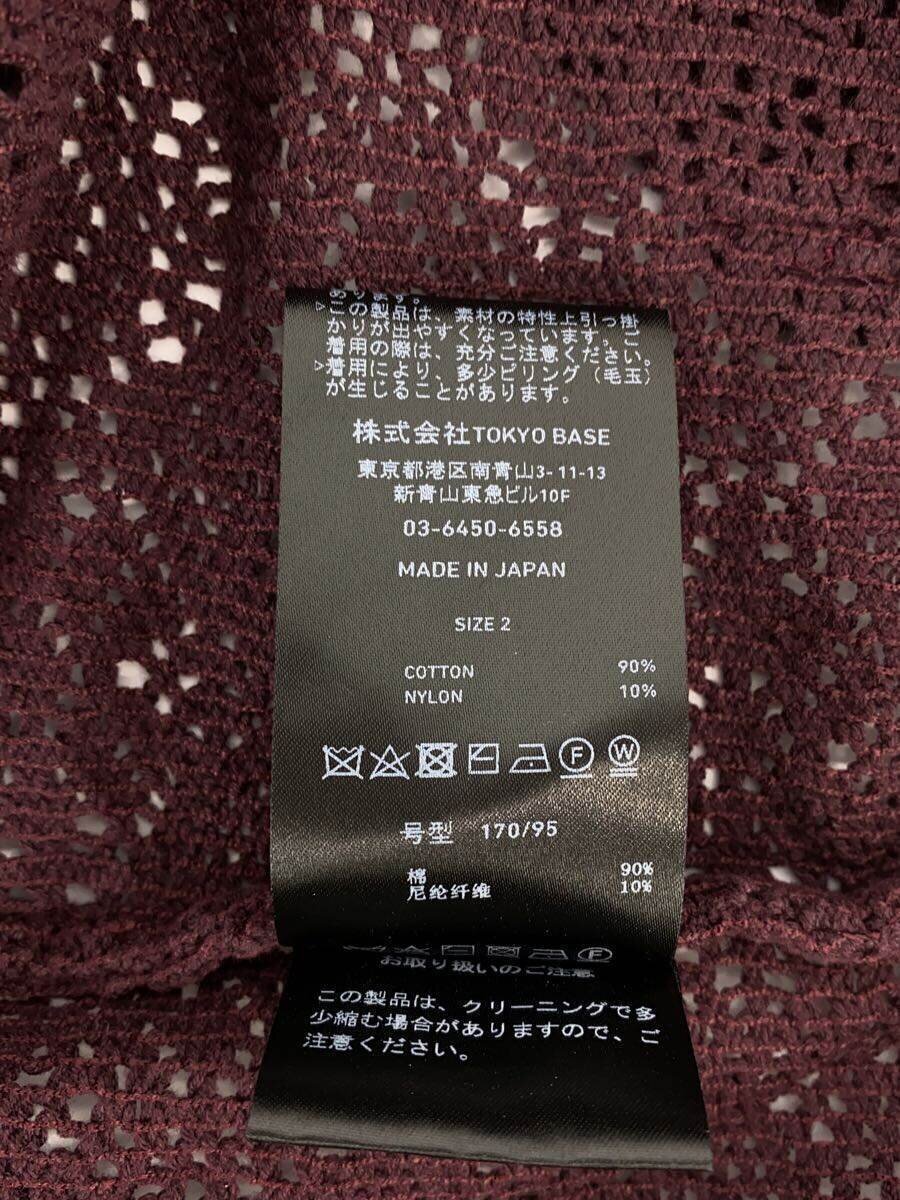 あります。
▷この製品は、素材の特性上引っ掛
かりが出やすくなっています。ご
着用の際は、充分ご注意ください。
▷着用により、多少ピリング（毛玉）
が生じることがあります。
株式会社TOKYO BASE
東京都港区南青山3-11-13
新青山東急ビル10F
03-6450-6558
MADE IN JAPAN
SIZE 2
COTTON 90%
NYLON 10%
F W
号型 170/95
棉 90%
尼纶纤维 10%
F
お取り扱いのご注意
この製品は、クリーニングで多
少縮む場合がありますので、ご
注意ください。